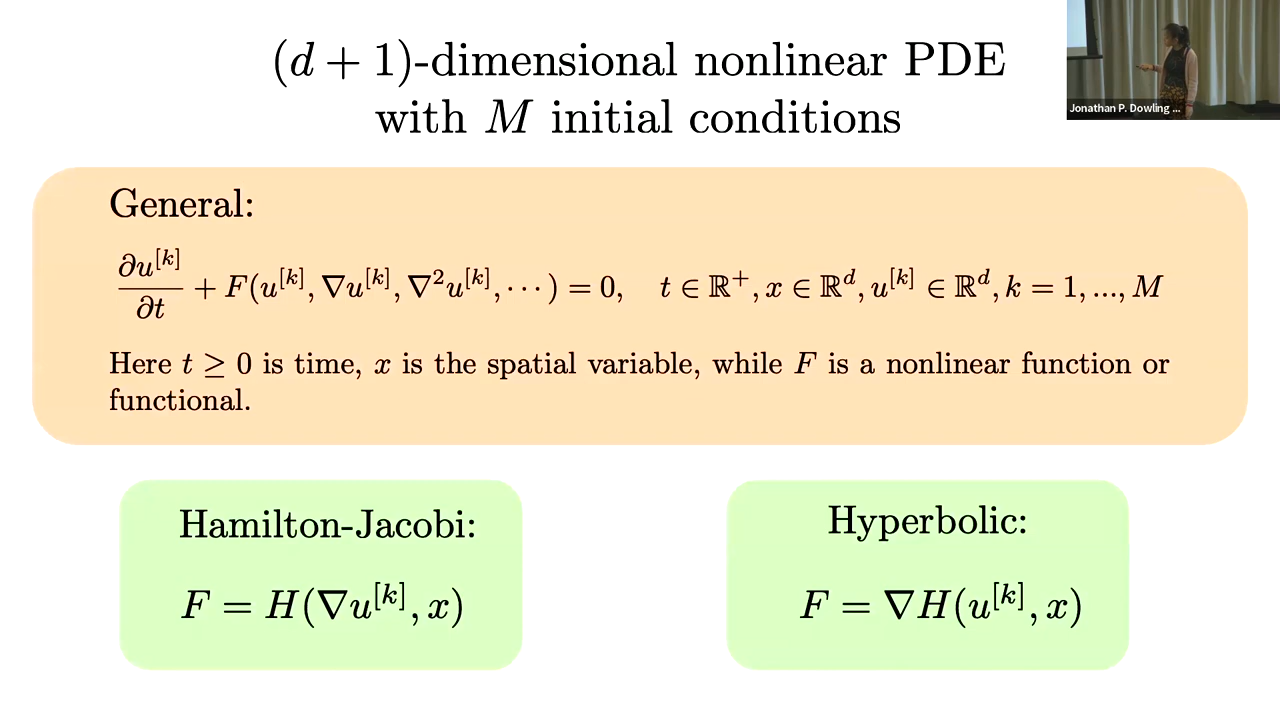 (d + 1)-dimensional nonlinear PDE
with M initial conditions
Jonathan P. Dowling ...
General:
∂u^[k]/∂t + F(u^[k], ∇u^[k], ∇²u^[k], ⋯) = 0, t ∈ ℝ⁺, x ∈ ℝ^d, u^[k] ∈ ℝ^d, k = 1, ..., M
Here t ≥ 0 is time, x is the spatial variable, while F is a nonlinear function or
functional.
Hamilton-Jacobi:
F = H(∇u^[k], x)
Hyperbolic:
F = ∇H(u^[k], x)